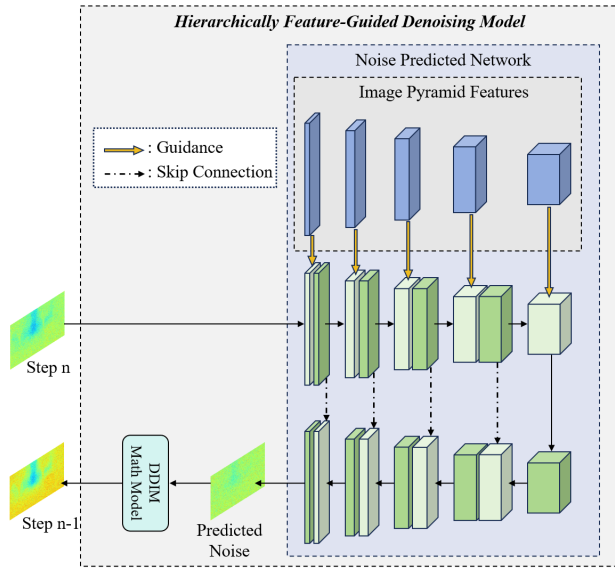 Hierarchically Feature-Guided Denoising Model
Noise Predicted Network
Image Pyramid Features
: Guidance
: Skip Connection
Step n
DDIM
Math Model
Step n-1
Predicted
Noise